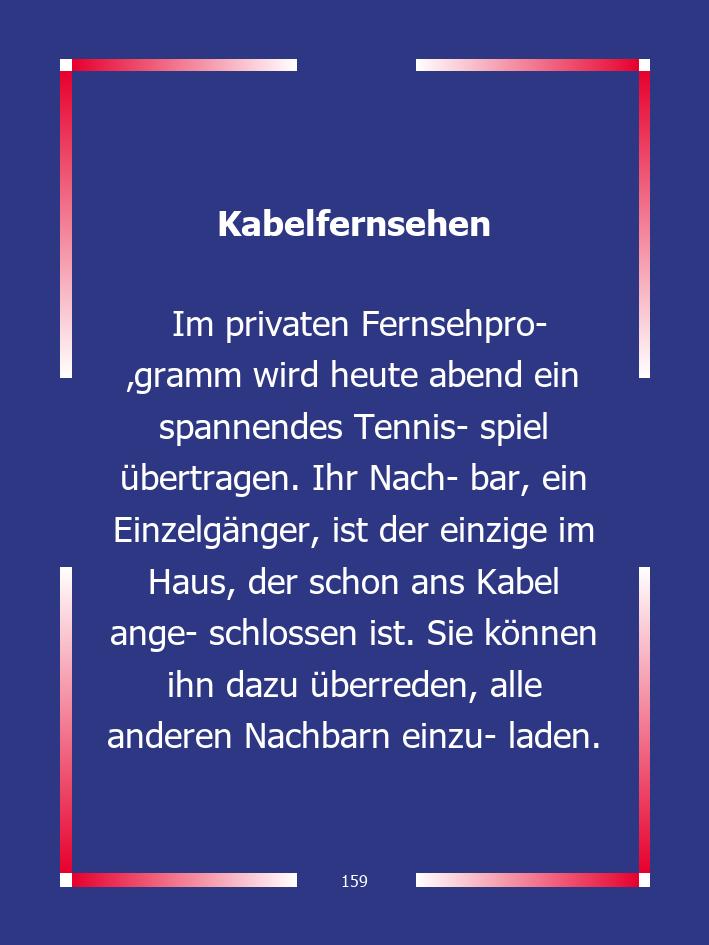 Kabelfernsehen
Im privaten Fernsehpro-
‚gramm wird heute abend ein
spannendes Tennis- spiel
übertragen. Ihr Nach- bar, ein
Einzelgänger, ist der einzige im
Haus, der schon ans Kabel
ange- schlossen ist. Sie können
ihn dazu überreden, alle
anderen Nachbarn einzu- laden.
159